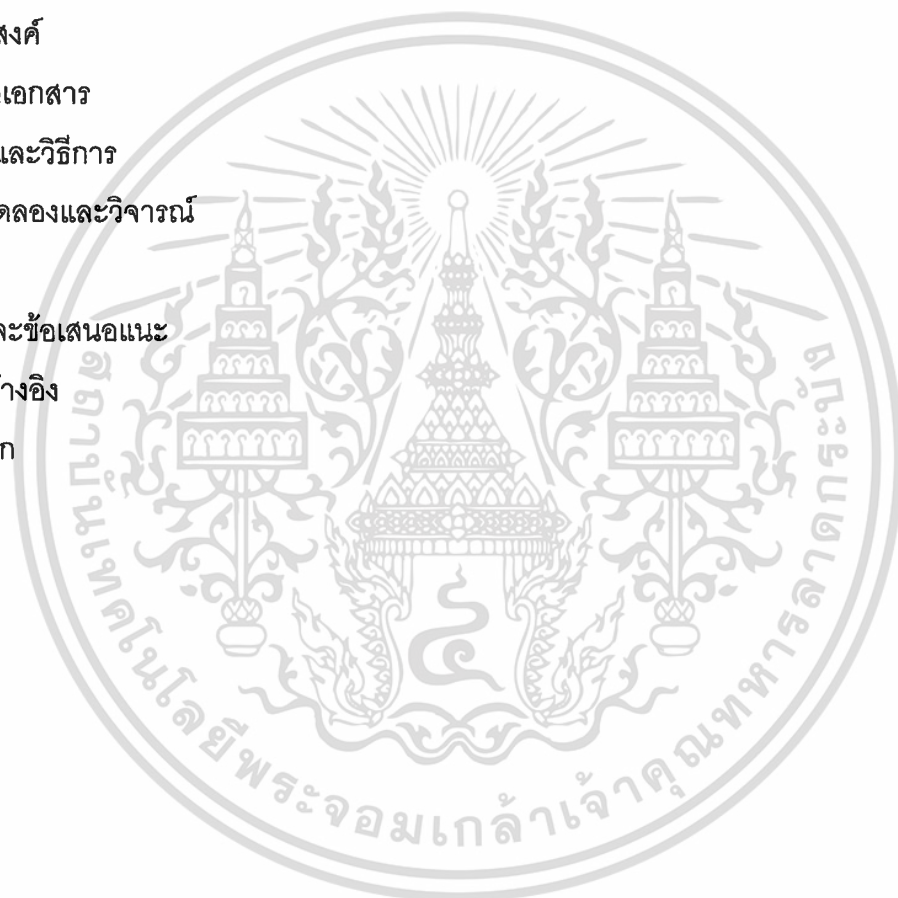 สงค์
เอกสาร
และวิธีการ
ดลองและวิจารณ์
ละข้อเสนอแนะ
้างอิง
ก
สถาบันเทคโนโลยีพระจอมเกล้าเจ้าคุณทหารลาดกระบัง
๔